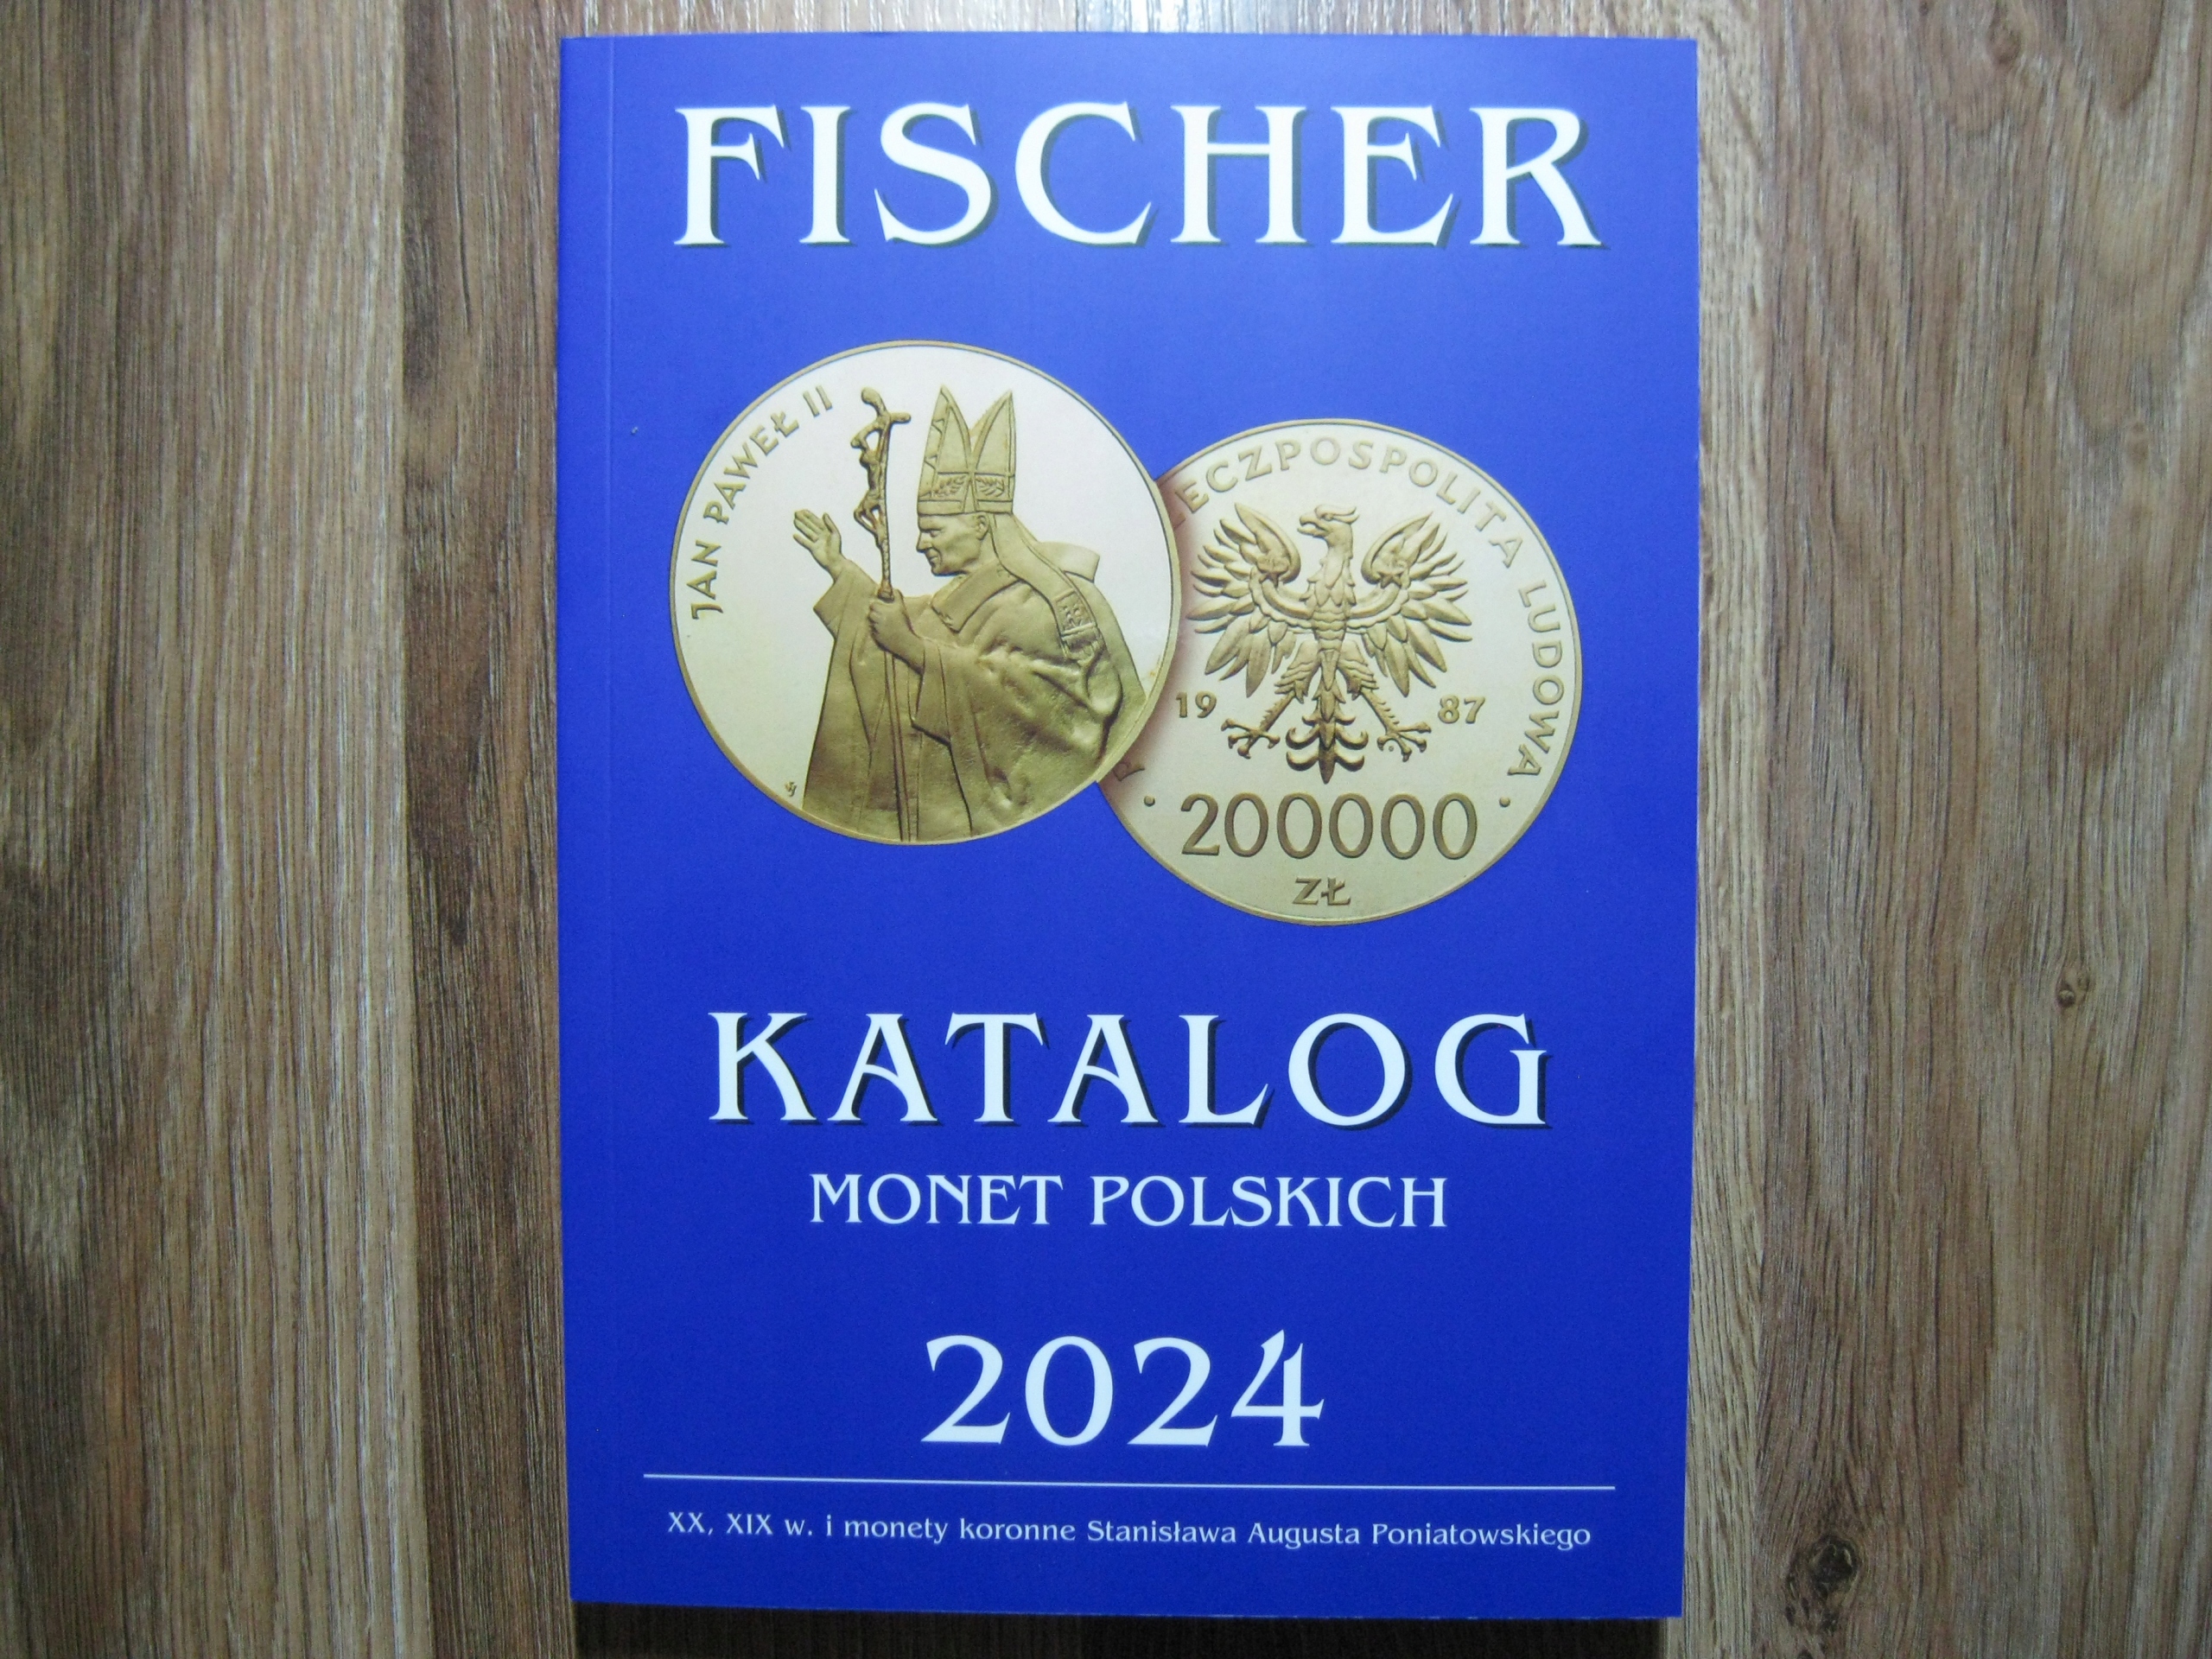 FISCHER
JAN PAWEŁ II
RZECZPOSPOLITA LUDOWA
19 87
200000
ZŁ
KATALOG
MONET POLSKICH
2024
XX, XIX w. i monety koronne Stanisława Augusta Poniatowskiego